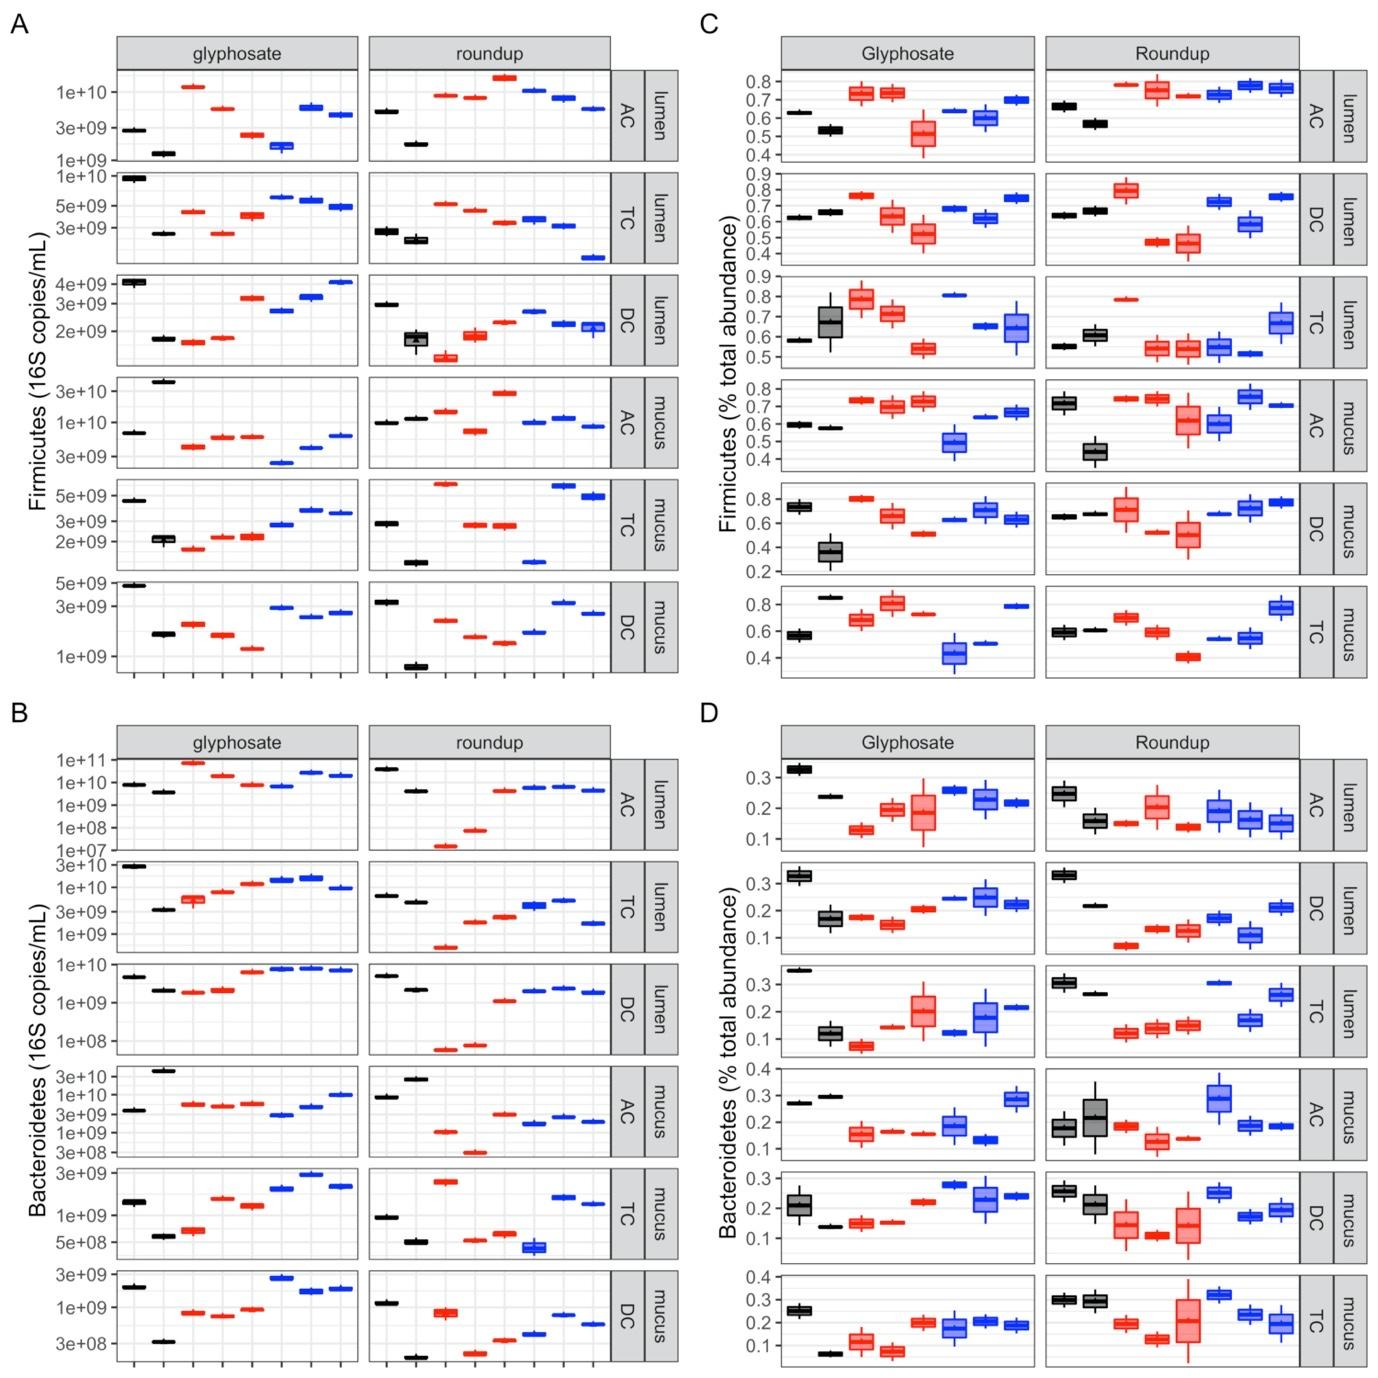 A
glyphosate
roundup
Firmicutes (16S copies/mL)
1e+10
3e+09
1e+09
AC
lumen
1e+10
5e+09
3e+09
TC
lumen
4e+09
3e+09
2e+09
DC
lumen
3e+10
1e+10
3e+09
AC
mucus
5e+09
3e+09
2e+09
TC
mucus
5e+09
3e+09
1e+09
DC
mucus
C
Glyphosate
Roundup
Firmicutes (% total abundance)
0.8
0.7
0.6
0.5
0.4
AC
lumen
0.9
0.8
0.7
0.6
0.5
0.4
DC
lumen
0.9
0.8
0.7
0.6
0.5
TC
lumen
0.8
0.7
0.6
0.5
0.4
AC
mucus
0.8
0.6
0.4
0.2
DC
mucus
0.8
0.6
0.4
TC
mucus
B
glyphosate
roundup
Bacteroidetes (16S copies/mL)
1e+11
1e+10
1e+09
1e+08
1e+07
AC
lumen
3e+10
1e+10
3e+09
1e+09
TC
lumen
1e+10
1e+09
1e+08
DC
lumen
3e+10
1e+10
3e+09
1e+09
3e+08
AC
mucus
3e+09
1e+09
5e+08
TC
mucus
3e+09
1e+09
3e+08
DC
mucus
D
Glyphosate
Roundup
Bacteroidetes (% total abundance)
0.3
0.2
0.1
AC
lumen
0.3
0.2
0.1
DC
lumen
0.3
0.2
0.1
TC
lumen
0.4
0.3
0.2
0.1
AC
mucus
0.3
0.2
0.1
DC
mucus
0.4
0.3
0.2
0.1
TC
mucus